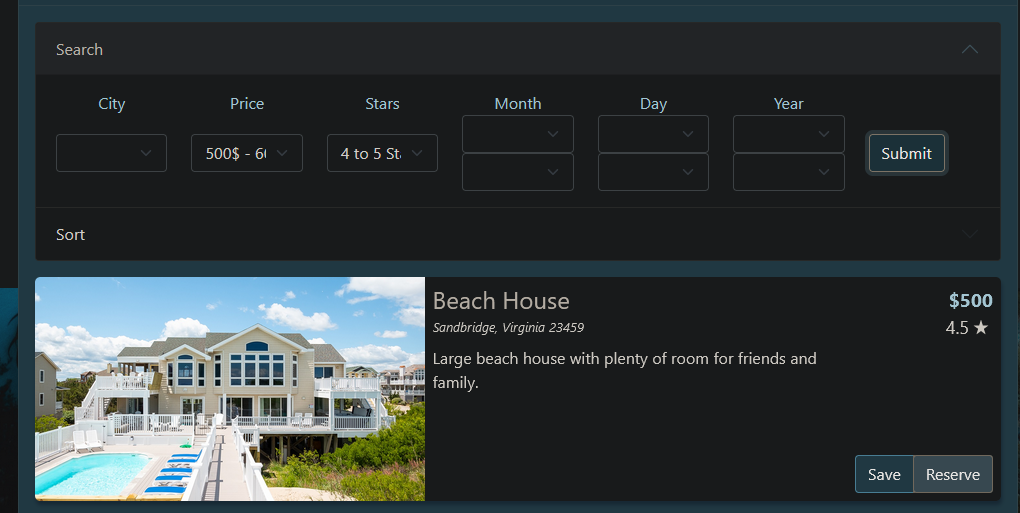 Search
City Price Stars Month Day Year
500$ - 6 4 to 5 St Submit
Sort
Beach House $500
Sandbridge, Virginia 23459 4.5 ★
Large beach house with plenty of room for friends and
family.
Save Reserve